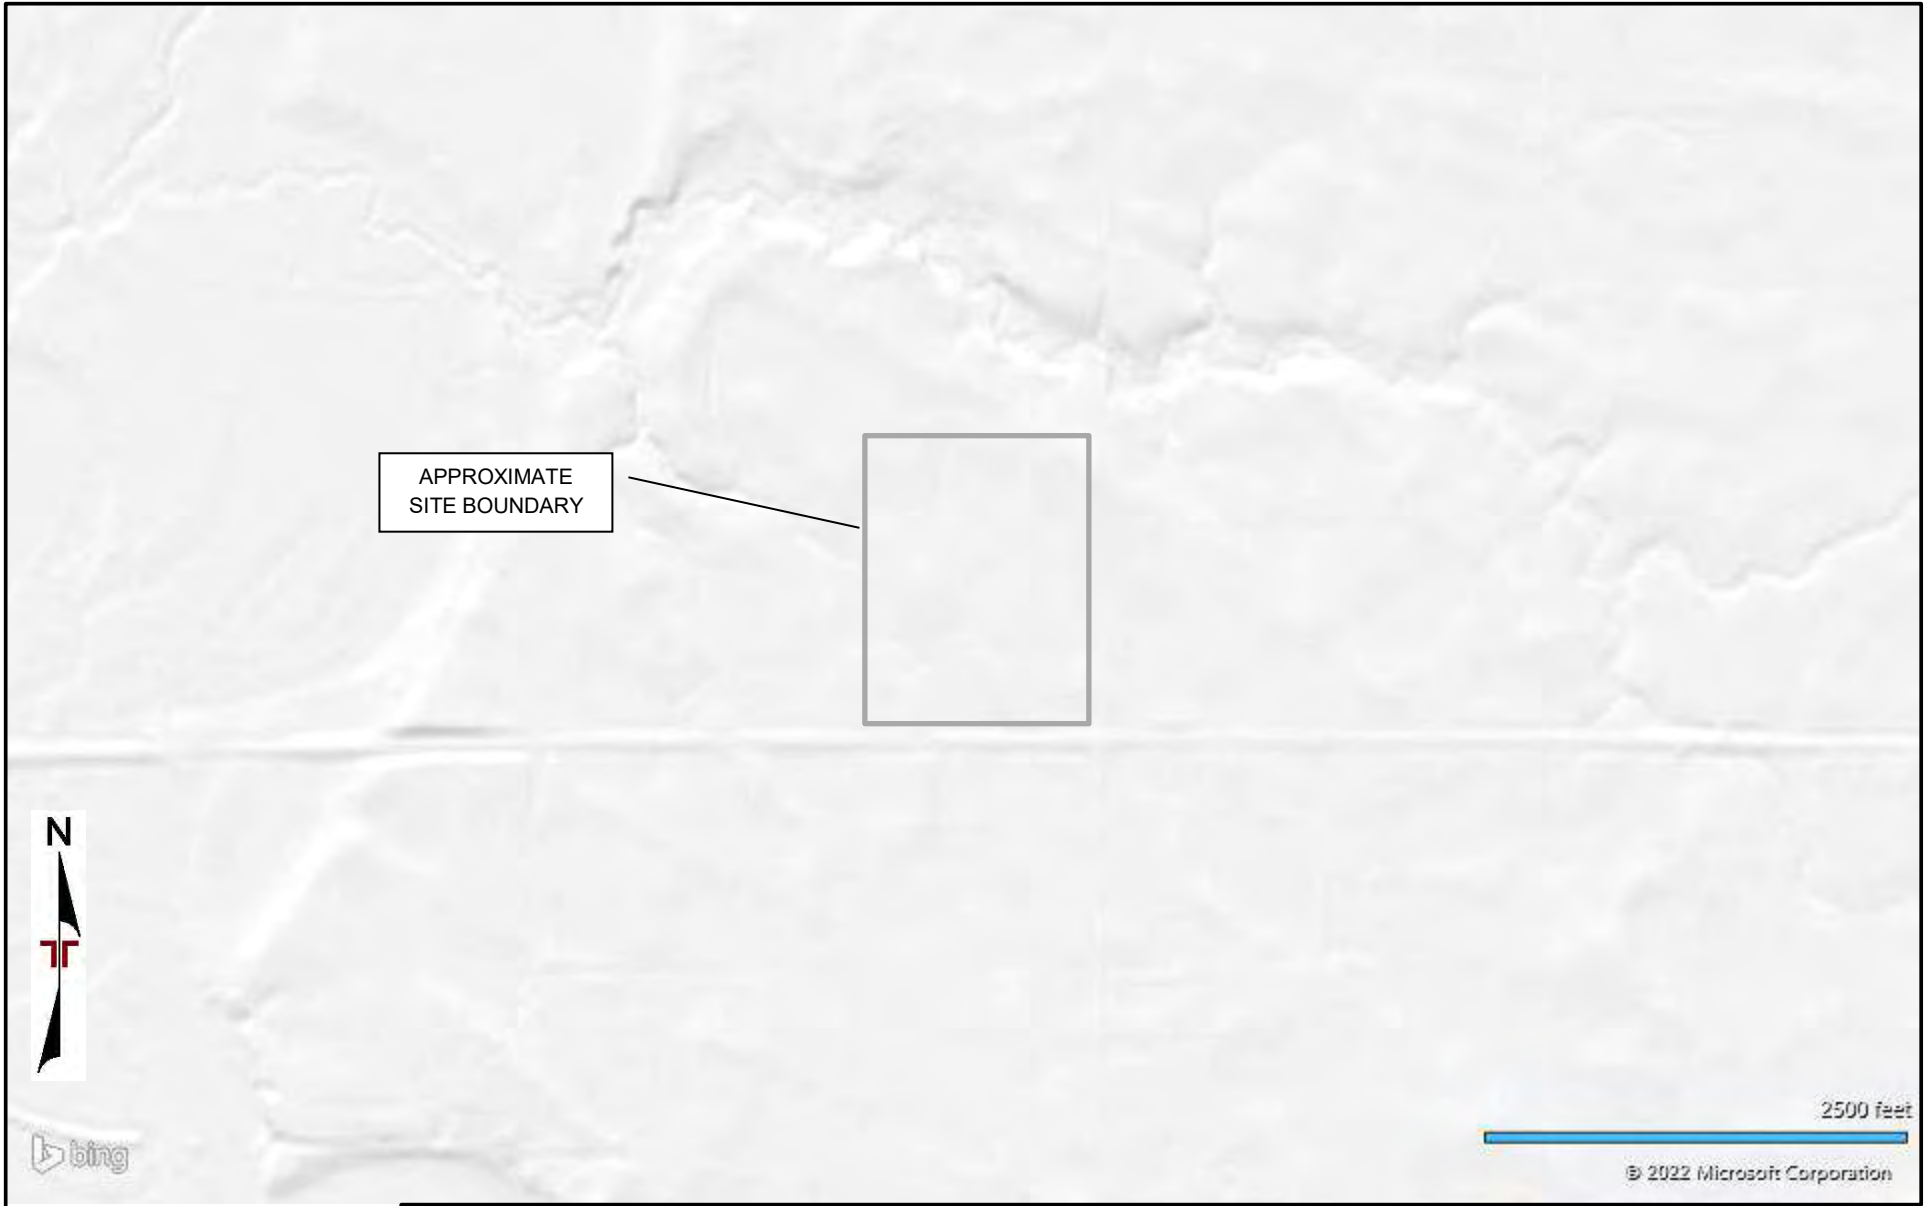 APPROXIMATE
SITE BOUNDARY
N
2500 feet
bing
© 2022 Microsoft Corporation